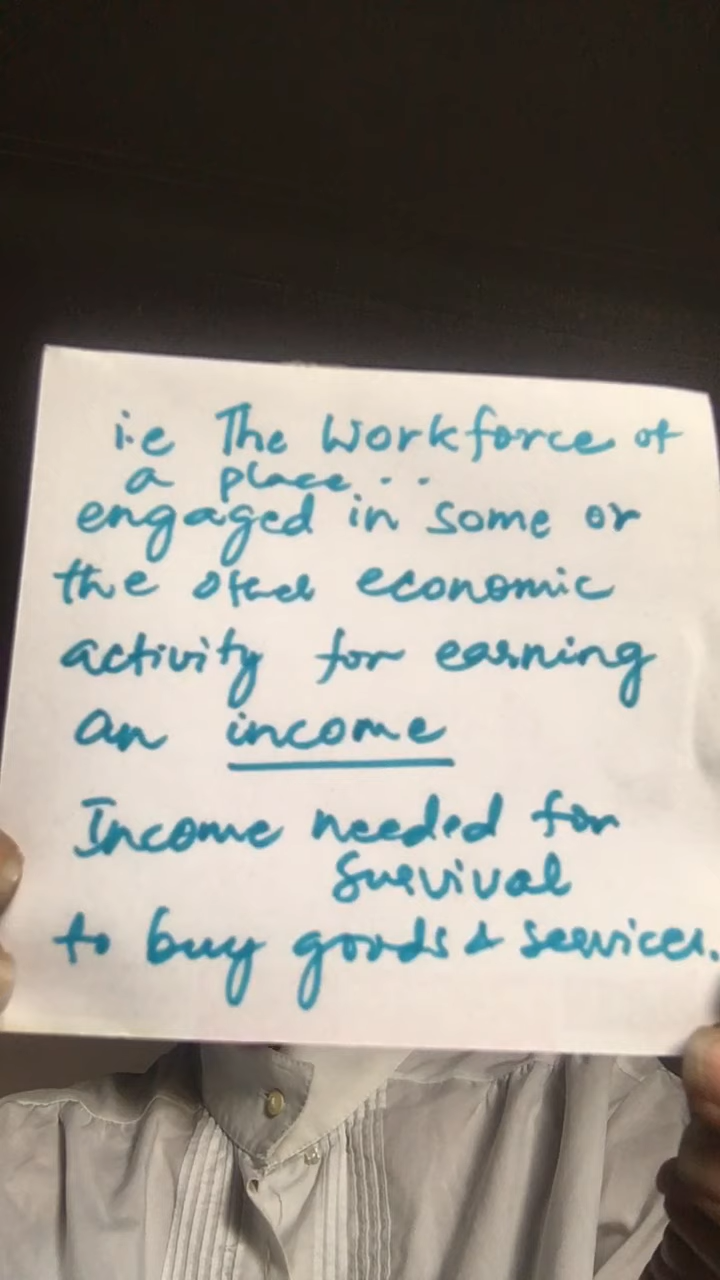 i.e The Workforce of
a place...
engaged in some or
the other economic
activity for earning
an income
Income needed for
survival
to buy goods & services.